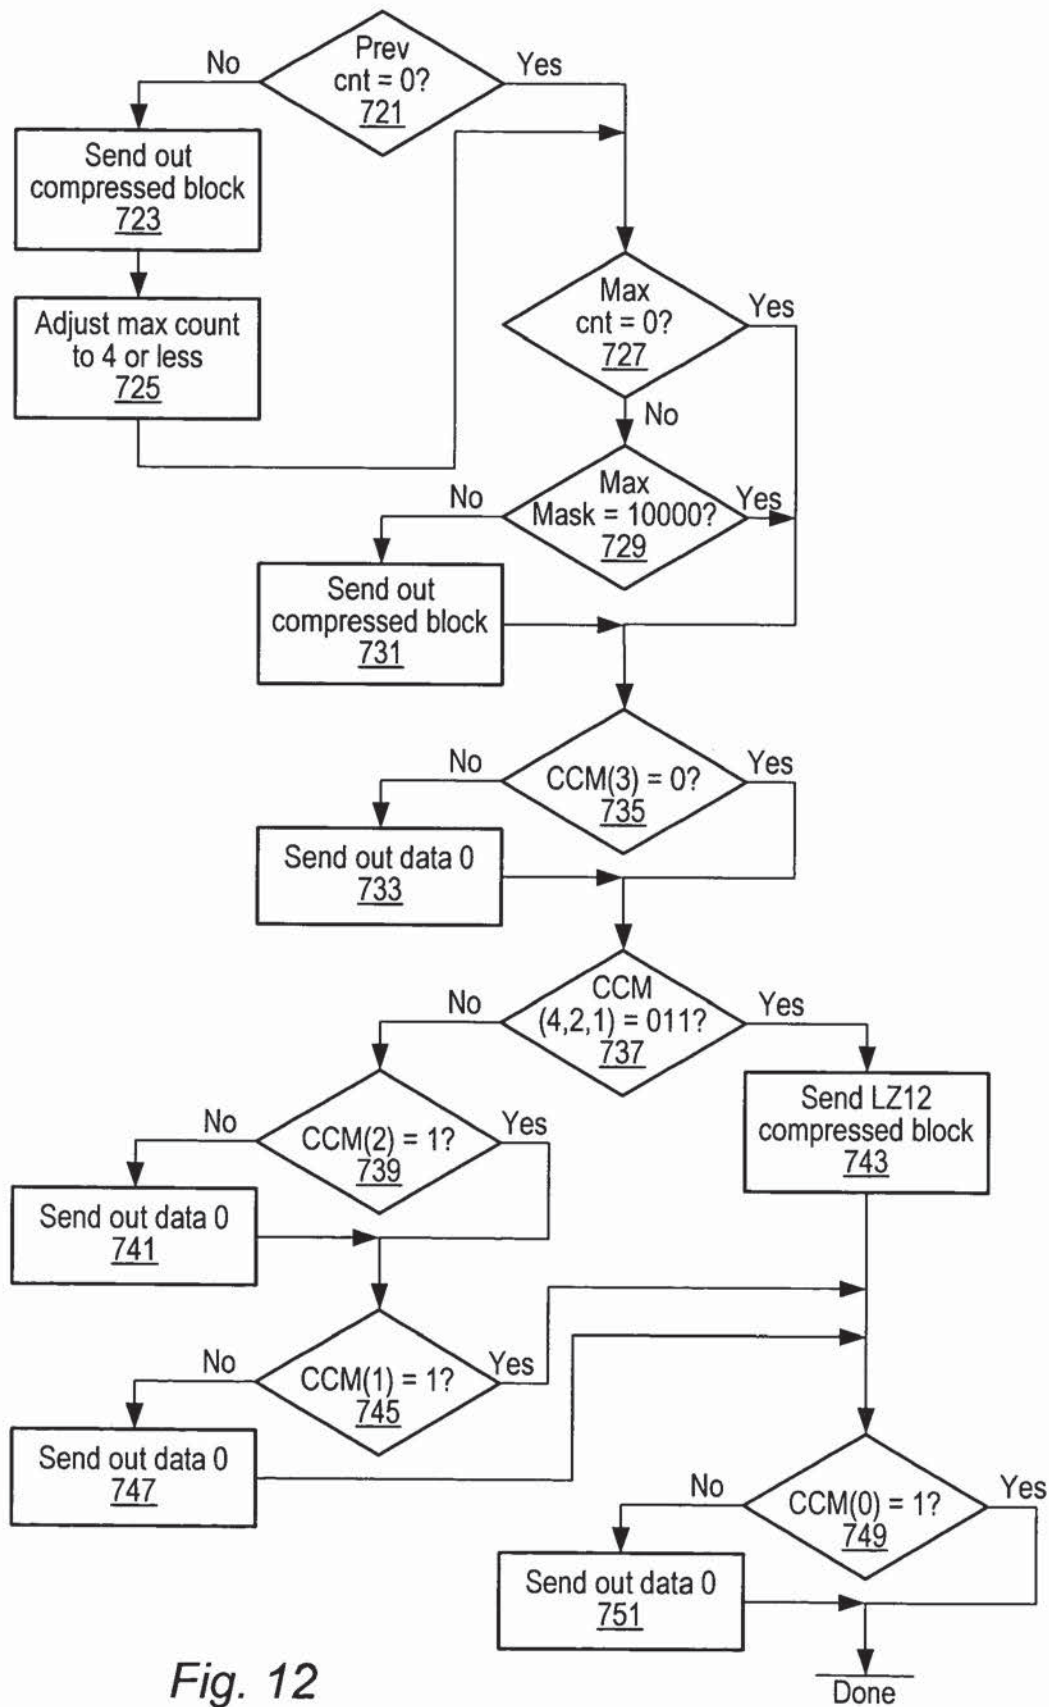 Prev
cnt = 0?
721
No
Yes
Send out
compressed block
723
Adjust max count
to 4 or less
725
Max
cnt = 0?
727
Yes
No
Max
Mask = 10000?
729
No
Yes
Send out
compressed block
731
CCM(3) = 0?
735
No
Yes
Send out data 0
733
CCM
(4,2,1) = 011?
737
No
Yes
Send LZ12
compressed block
743
CCM(2) = 1?
739
No
Yes
Send out data 0
741
CCM(1) = 1?
745
No
Yes
Send out data 0
747
CCM(0) = 1?
749
No
Yes
Send out data 0
751
Done
Fig. 12